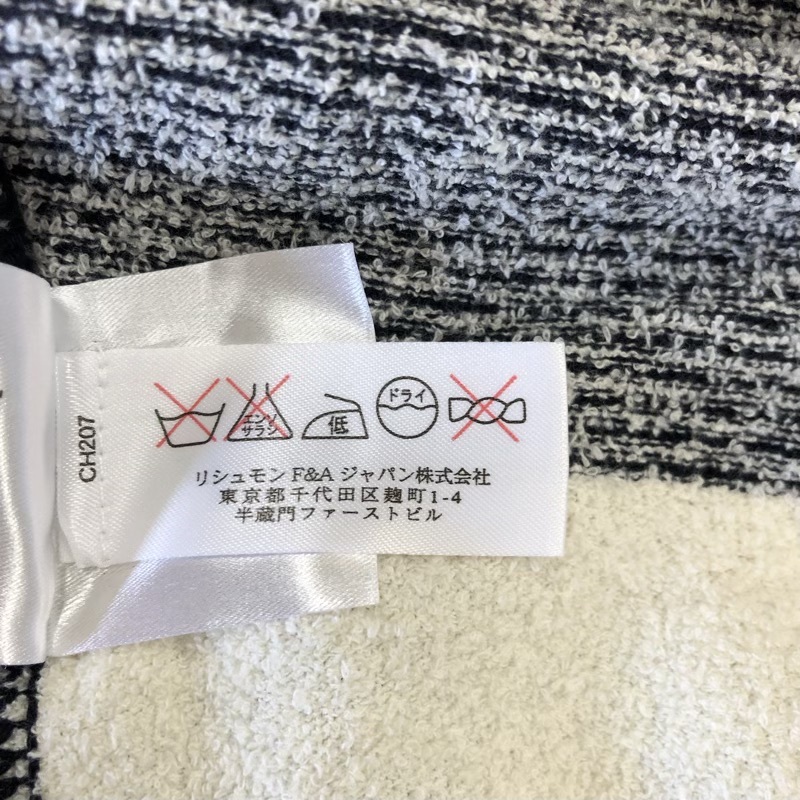 CH207
エンソ
サラシ
低
ドライ
リシュモン F&A ジャパン株式会社
東京都千代田区麹町1-4
半蔵門ファーストビル